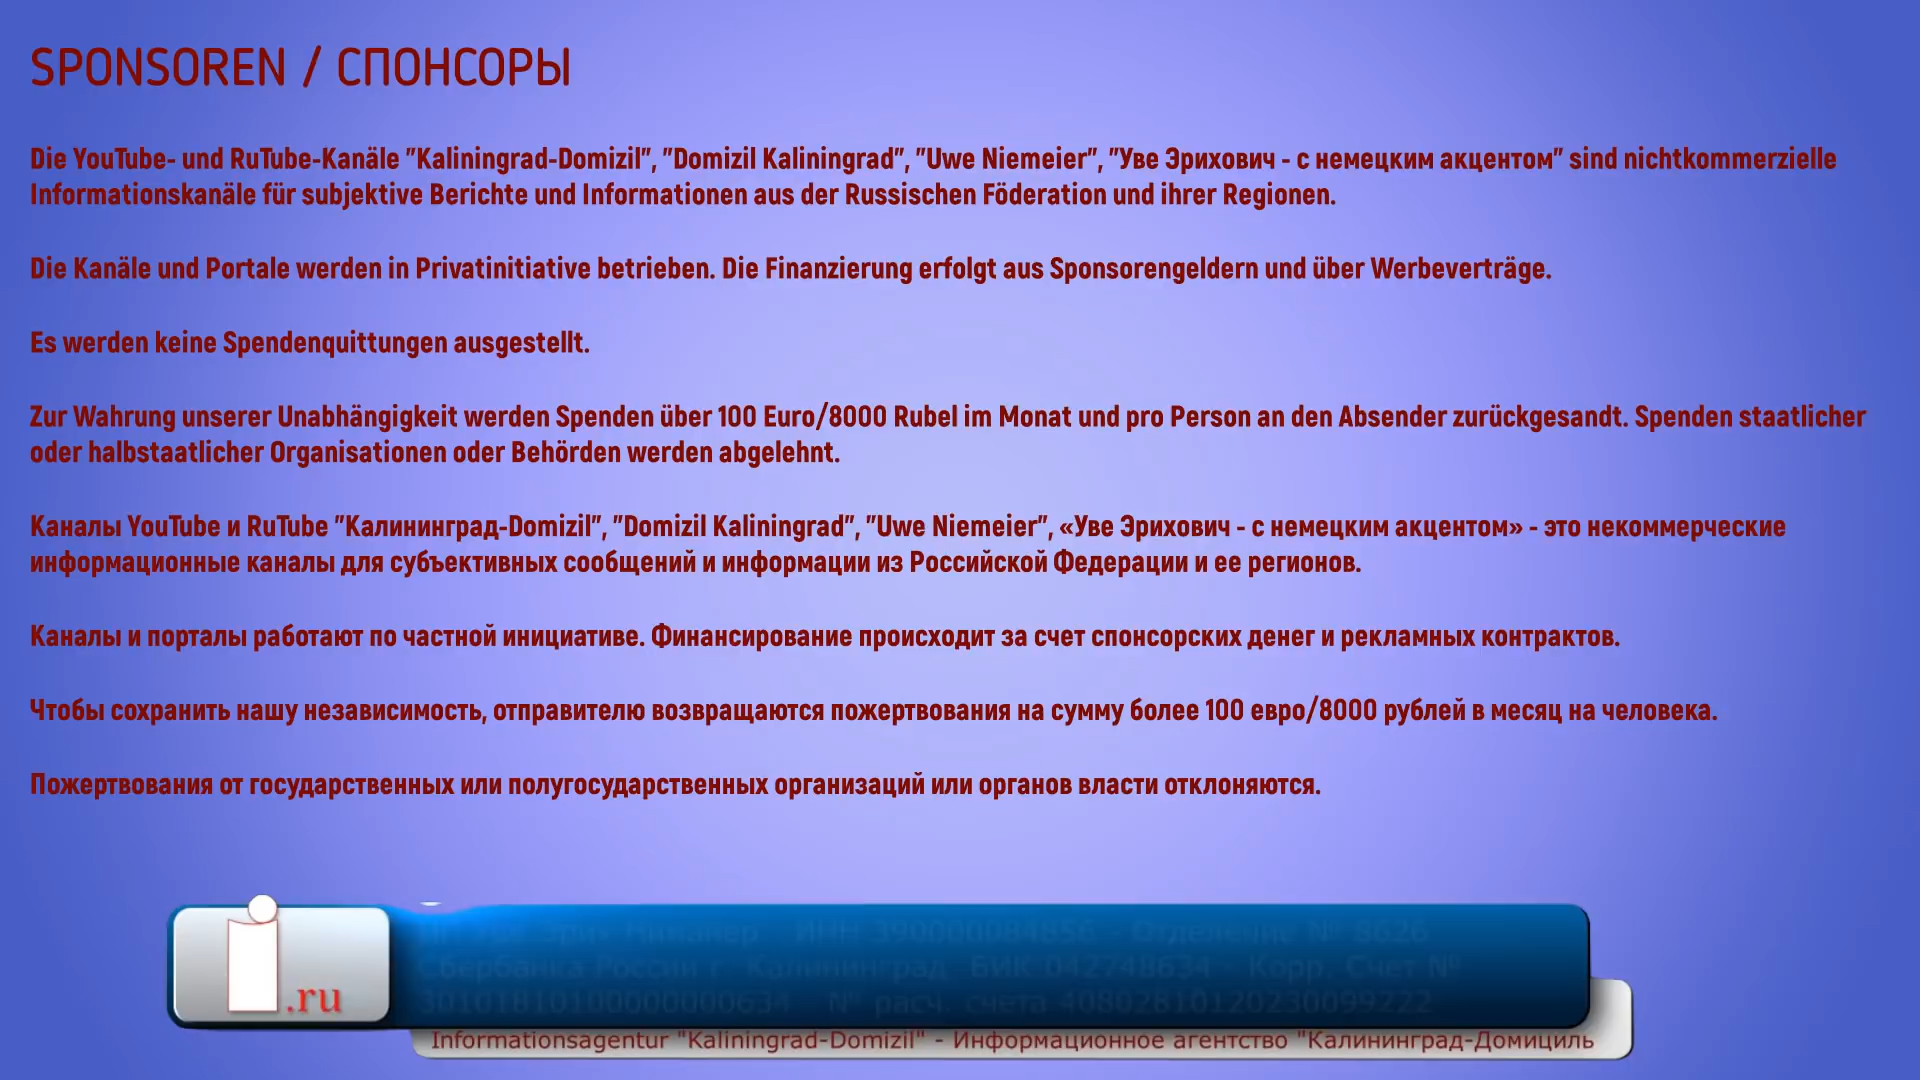 SPONSOREN / СПОНСОРЫ
Die YouTube- und RuTube-Kanäle "Kaliningrad-Domizil", "Domizil Kaliningrad", "Uwe Niemeier", "Уве Эрихович - с немецким акцентом" sind nichtkommerzielle
Informationskanäle für subjektive Berichte und Informationen aus der Russischen Föderation und ihrer Regionen.
Die Kanäle und Portale werden in Privatinitiative betrieben. Die Finanzierung erfolgt aus Sponsorengeldern und über Werbeverträge.
Es werden keine Spendenquittungen ausgestellt.
Zur Wahrung unserer Unabhängigkeit werden Spenden über 100 Euro/8000 Rubel im Monat und pro Person an den Absender zurückgesandt. Spenden staatlicher
oder halbstaatlicher Organisationen oder Behörden werden abgelehnt.
Каналы YouTube и RuTube "Калининград-Domizil", "Domizil Kaliningrad", "Uwe Niemeier", «Уве Эрихович - с немецким акцентом» - это некоммерческие
информационные каналы для субъективных сообщений и информации из Российской Федерации и ее регионов.
Каналы и порталы работают по частной инициативе. Финансирование происходит за счет спонсорских денег и рекламных контрактов.
Чтобы сохранить нашу независимость, отправителю возвращаются пожертвования на сумму более 100 евро/8000 рублей в месяц на человека.
Пожертвования от государственных или полугосударственных организаций или органов власти отклоняются.
i.ru
ИНН 390600084856 - Отделение № 8626
Сбербанка России г. Калининград БИК 042748634 - Корр. Счет №
30101810100000000634 № расч. счета 40802810120230099222
Informationsagentur "Kaliningrad-Domizil" - Информационное агентство "Калининград-Домициль